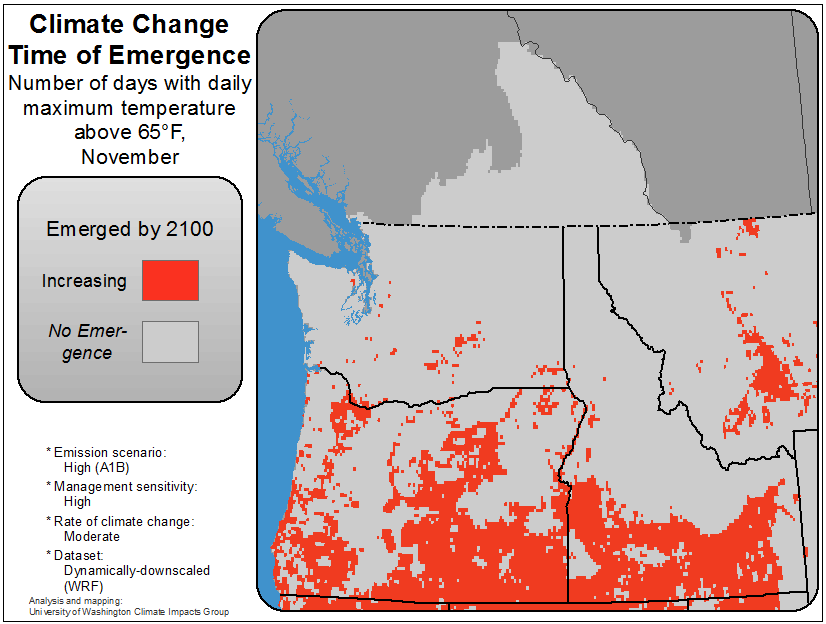 Climate Change
Time of Emergence
Number of days with daily
maximum temperature
above 65°F,
November
Emerged by 2100
Increasing
No Emer-
gence
* Emission scenario:
High (A1B)
* Management sensitivity:
High
* Rate of climate change:
Moderate
* Dataset:
Dynamically-downscaled
(WRF)
Analysis and mapping:
University of Washington Climate Impacts Group